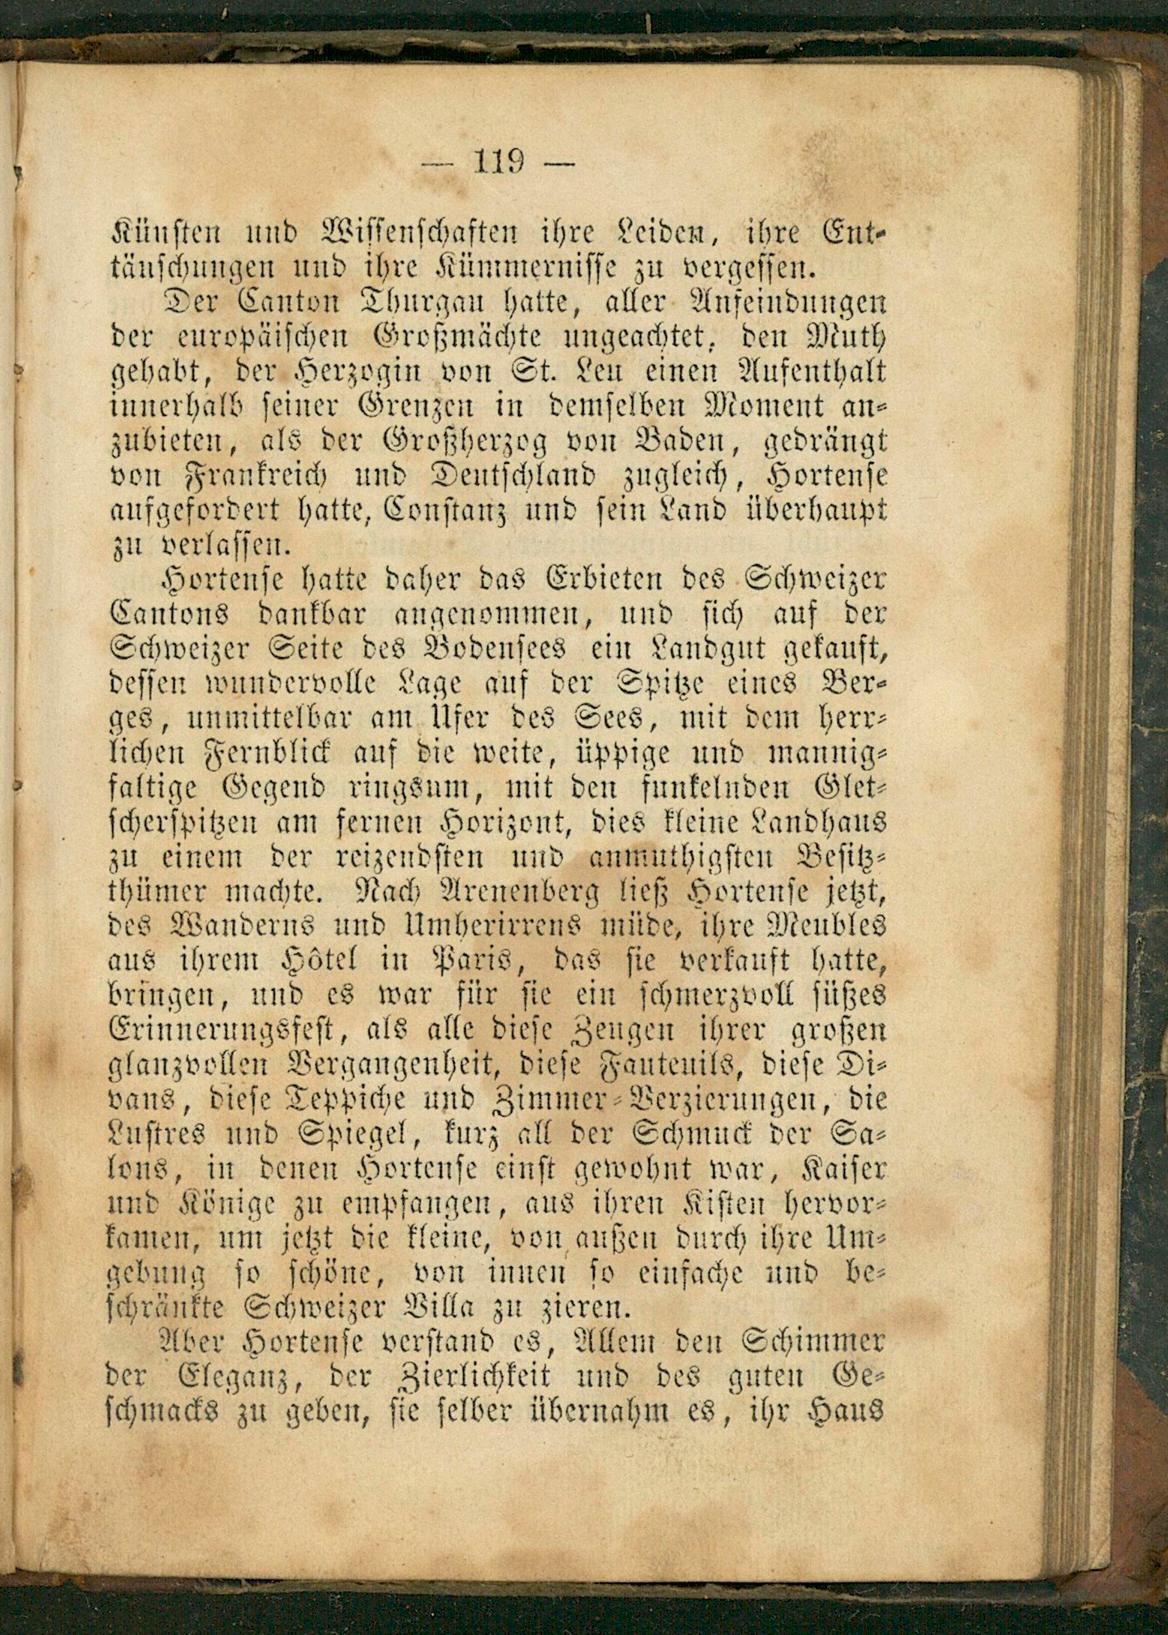 — 119 —
Künsten und Wissenschaften ihre Leiden, ihre Ent-
täuschungen und ihre Kümmernisse zu vergessen.
Der Canton Thurgau hatte, aller Anfeindungen
der europäischen Großmächte ungeachtet, den Muth
gehabt, der Herzogin von St. Leu einen Aufenthalt
innerhalb seiner Grenzen in demselben Moment an-
zubieten, als der Großherzog von Baden, gedrängt
von Frankreich und Deutschland zugleich, Hortense
aufgefordert hatte, Constanz und sein Land überhaupt
zu verlassen.
Hortense hatte daher das Erbieten des Schweizer
Cantons dankbar angenommen, und sich auf der
Schweizer Seite des Bodensees ein Landgut gekauft,
dessen wundervolle Lage auf der Spitze eines Ber-
ges, unmittelbar am Ufer des Sees, mit dem herr-
lichen Fernblick auf die weite, üppige und mannig-
faltige Gegend ringsum, mit den funkelnden Glet-
scherspitzen am fernen Horizont, dies kleine Landhaus
zu einem der reizendsten und anmuthigsten Besitz-
thümer machte. Nach Arenenberg ließ Hortense jetzt,
des Wanderns und Umherirrens müde, ihre Meubles
aus ihrem Hôtel in Paris, das sie verkauft hatte,
bringen, und es war für sie ein schmerzvoll süßes
Erinnerungsfest, als alle diese Zeugen ihrer großen
glanzvollen Vergangenheit, diese Fauteuils, diese Di-
vans, diese Teppiche und Zimmer-Verzierungen, die
Lustres und Spiegel, kurz all der Schmuck der Sa-
lons, in denen Hortense einst gewohnt war, Kaiser
und Könige zu empfangen, aus ihren Kisten hervor-
kamen, um jetzt die kleine, von außen durch ihre Um-
gebung so schöne, von innen so einfache und be-
schränkte Schweizer Villa zu zieren.
Aber Hortense verstand es, Allem den Schimmer
der Eleganz, der Zierlichkeit und des guten Ge-
schmacks zu geben, sie selber übernahm es, ihr Haus